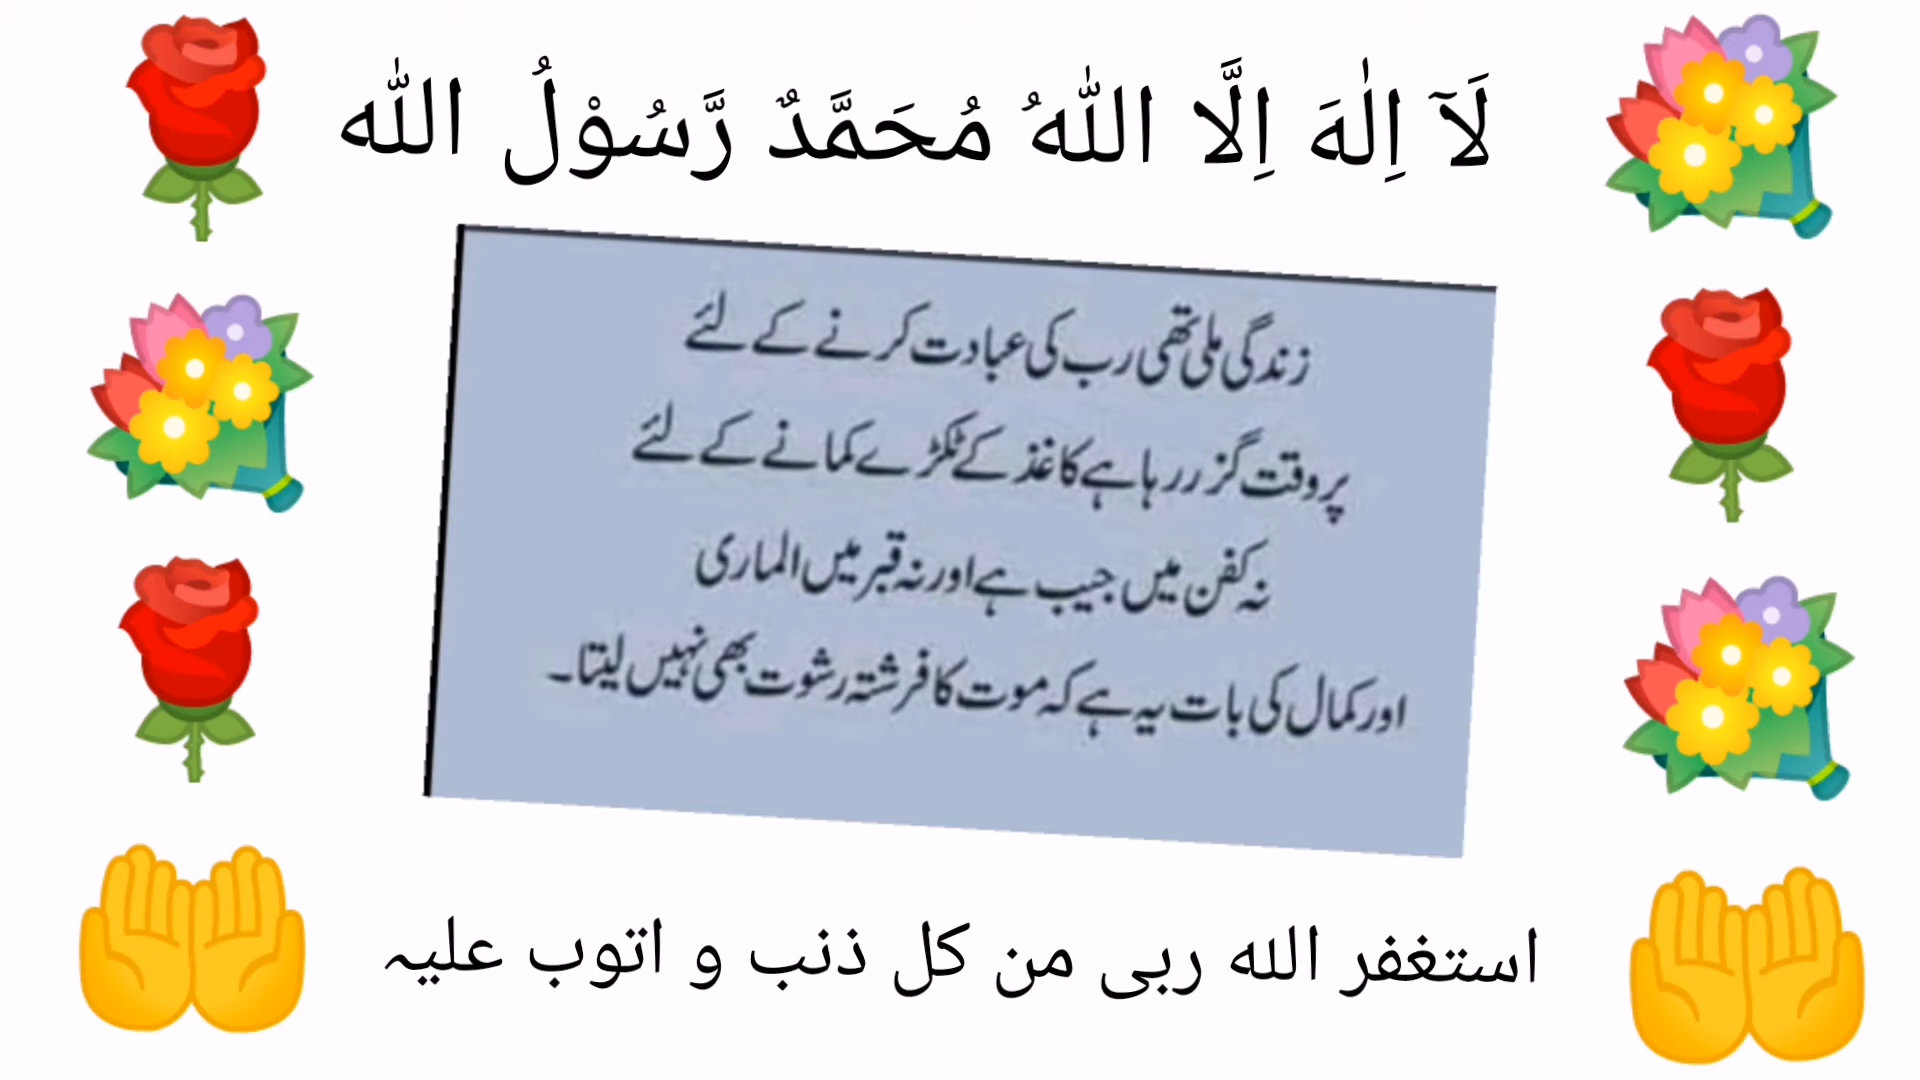 لَآ اِلٰهَ اِلَّا اللّٰهُ مُحَمَّدٌ رَّسُوْلُ اللّٰه
زندگی ملی تھی رب کی عبادت کرنے کے لئے
پر وقت گزر رہا ہے کاغذ کے ٹکڑے کمانے کے لئے
نہ کفن میں جیب ہے اور نہ قبر میں الماری
اور کمال کی بات یہ ہے کہ موت کا فرشتہ رشوت بھی نہیں لیتا۔
استغفر الله ربی من کل ذنب و اتوب علیہ